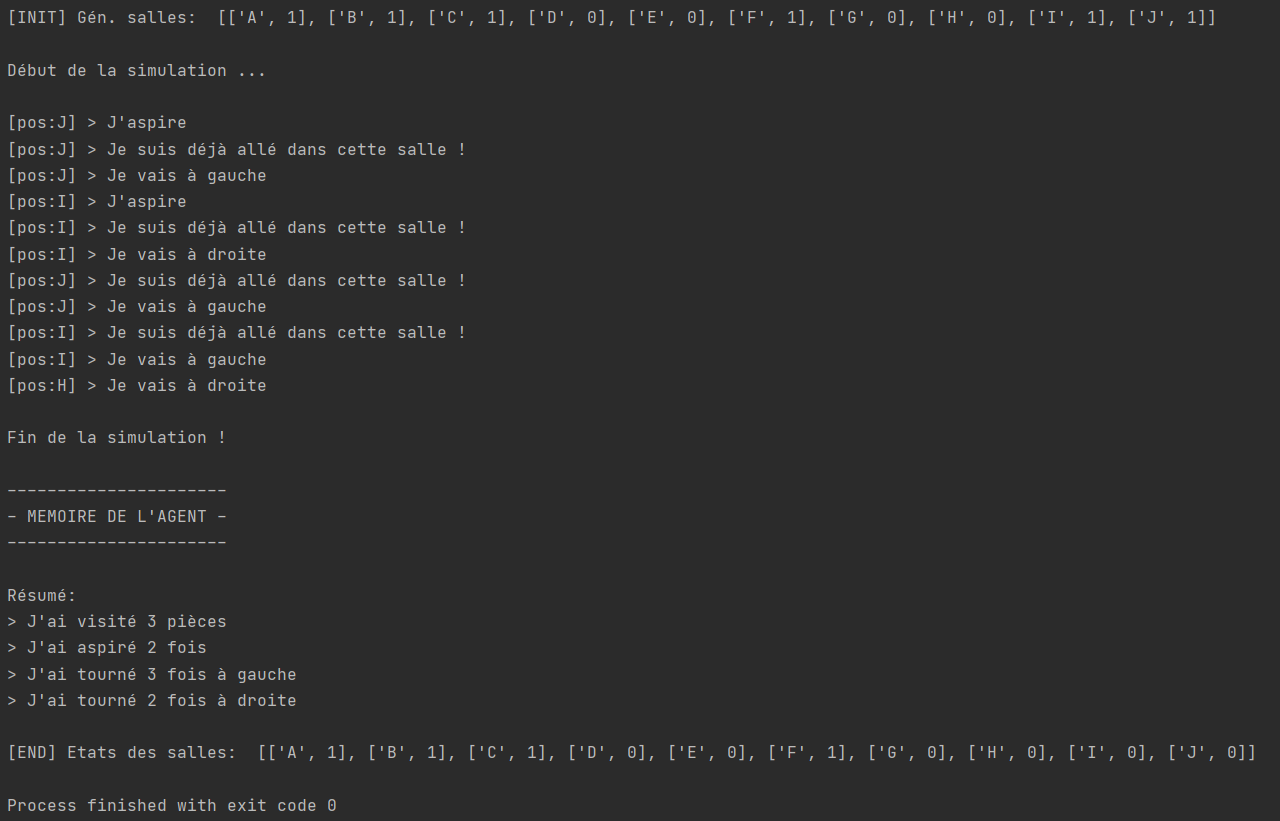 [INIT] Gén. salles:  [['A', 1], ['B', 1], ['C', 1], ['D', 0], ['E', 0], ['F', 1], ['G', 0], ['H', 0], ['I', 1], ['J', 1]]
Début de la simulation ...
[pos:J] > J'aspire
[pos:J] > Je suis déjà allé dans cette salle !
[pos:J] > Je vais à gauche
[pos:I] > J'aspire
[pos:I] > Je suis déjà allé dans cette salle !
[pos:I] > Je vais à droite
[pos:J] > Je suis déjà allé dans cette salle !
[pos:J] > Je vais à gauche
[pos:I] > Je suis déjà allé dans cette salle !
[pos:I] > Je vais à gauche
[pos:H] > Je vais à droite
Fin de la simulation !
----------------------
- MEMOIRE DE L'AGENT -
----------------------
Résumé:
> J'ai visité 3 pièces
> J'ai aspiré 2 fois
> J'ai tourné 3 fois à gauche
> J'ai tourné 2 fois à droite
[END] Etats des salles:  [['A', 1], ['B', 1], ['C', 1], ['D', 0], ['E', 0], ['F', 1], ['G', 0], ['H', 0], ['I', 0], ['J', 0]]
Process finished with exit code 0